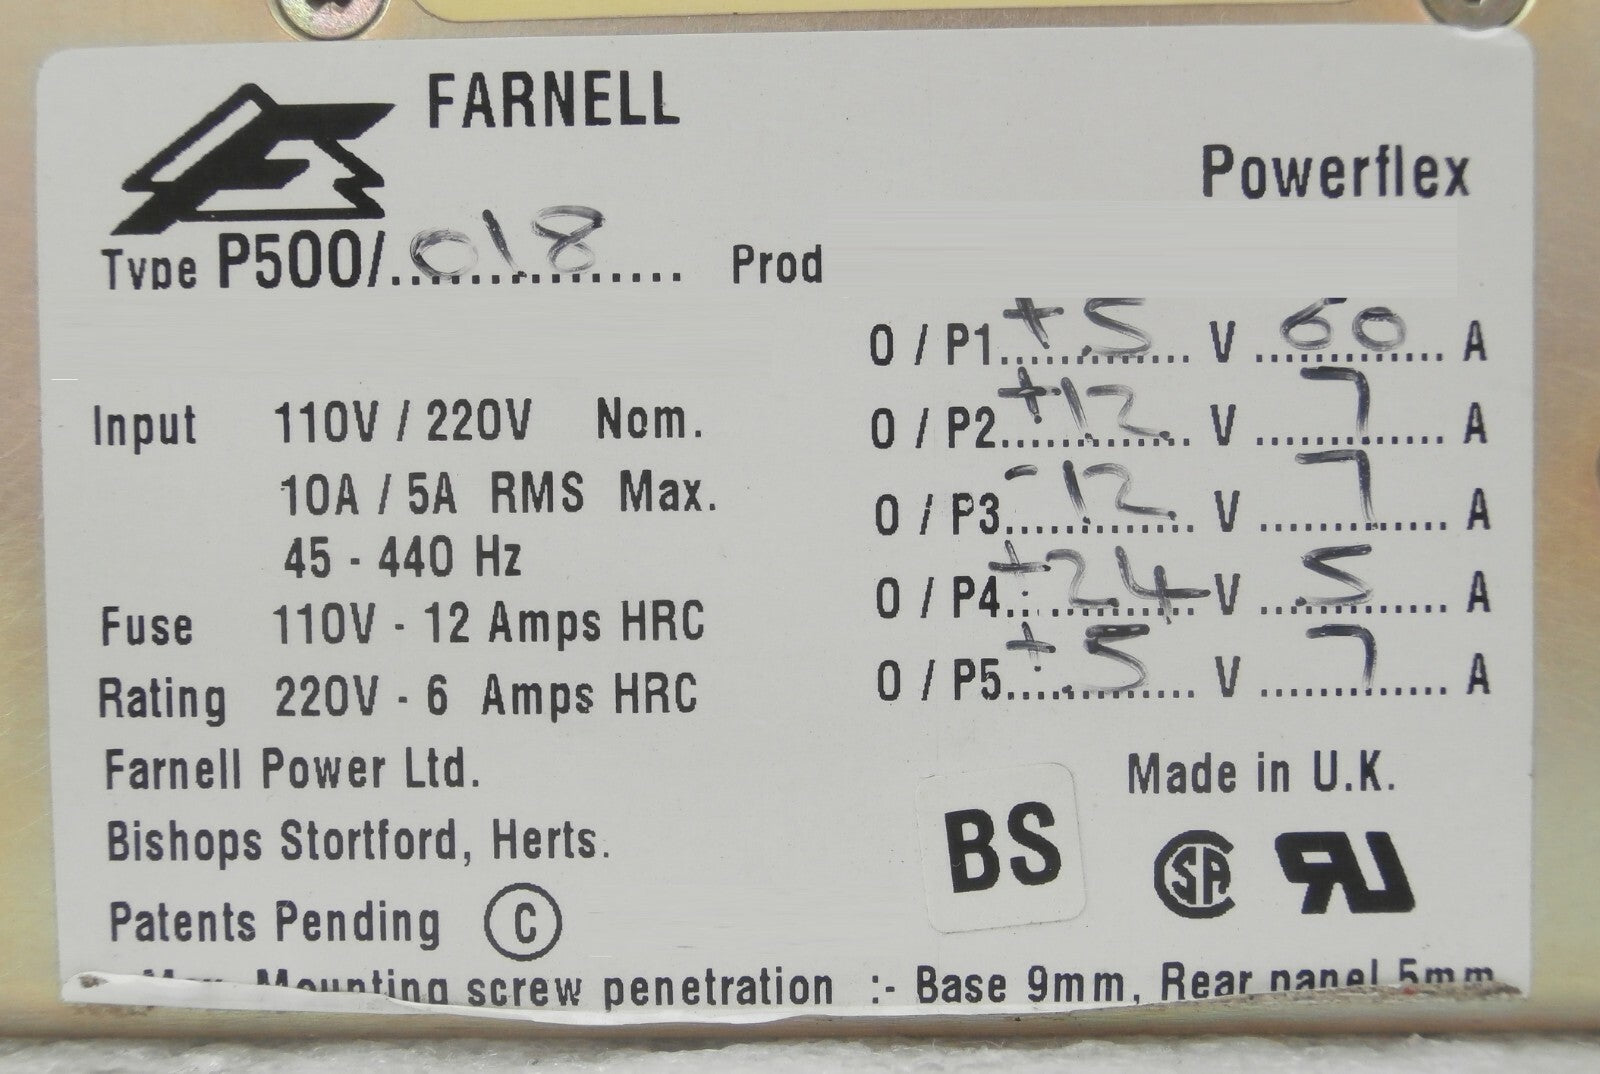 FARNELL
Powerflex
Type P500/.018............... Prod
O / P1 +5 V 60 A
O / P2 +12 V 7 A
O / P3 -12 V 7 A
O / P4 +24 V 5 A
O / P5 +5 V 7 A
Input 110V / 220V Nom.
10A / 5A RMS Max.
45 - 440 Hz
Fuse 110V - 12 Amps HRC
Rating 220V - 6 Amps HRC
Farnell Power Ltd.
Bishops Stortford, Herts.
Patents Pending ©
Made in U.K.
BS
SA
UR
Max. Mounting screw penetration :- Base 9mm, Rear panel 5mm